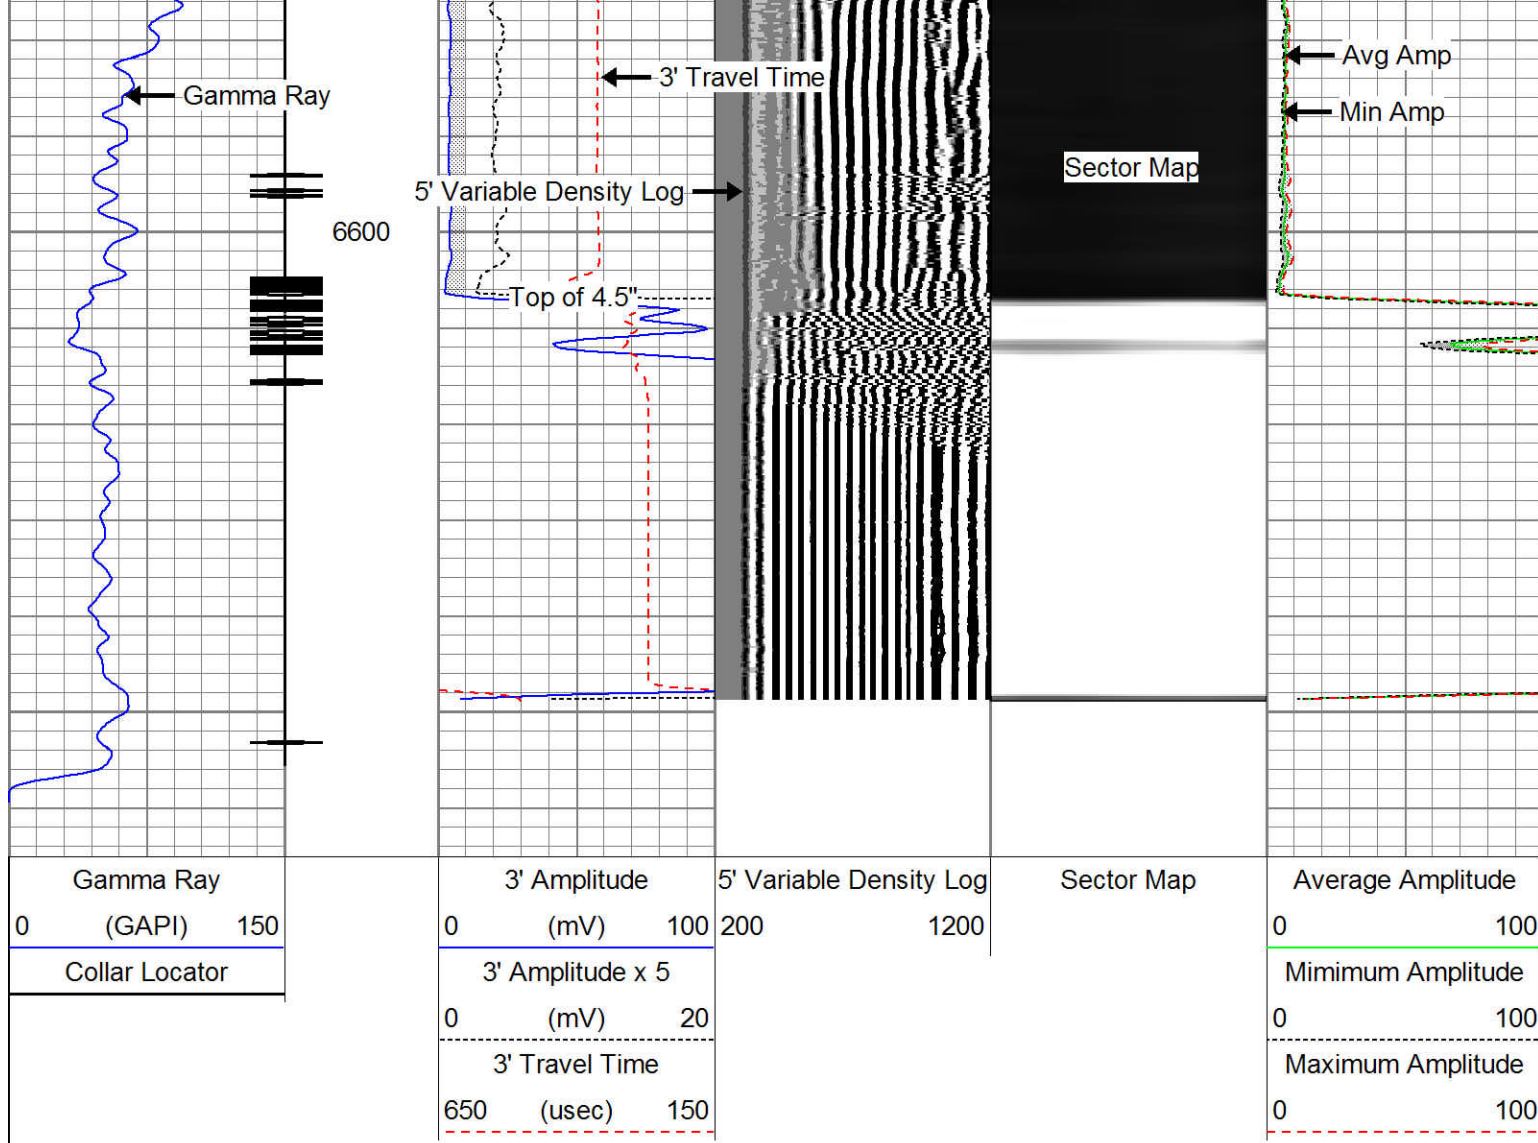 Avg Amp
3' Travel Time
Gamma Ray
Min Amp
Sector Map
5' Variable Density Log
6600
Top of 4.5"
Gamma Ray
0 (GAPI) 150
Collar Locator
3' Amplitude
0 (mV) 100
3' Amplitude x 5
0 (mV) 20
3' Travel Time
650 (usec) 150
5' Variable Density Log
200 1200
Sector Map
Average Amplitude
0 100
Mimimum Amplitude
0 100
Maximum Amplitude
0 100